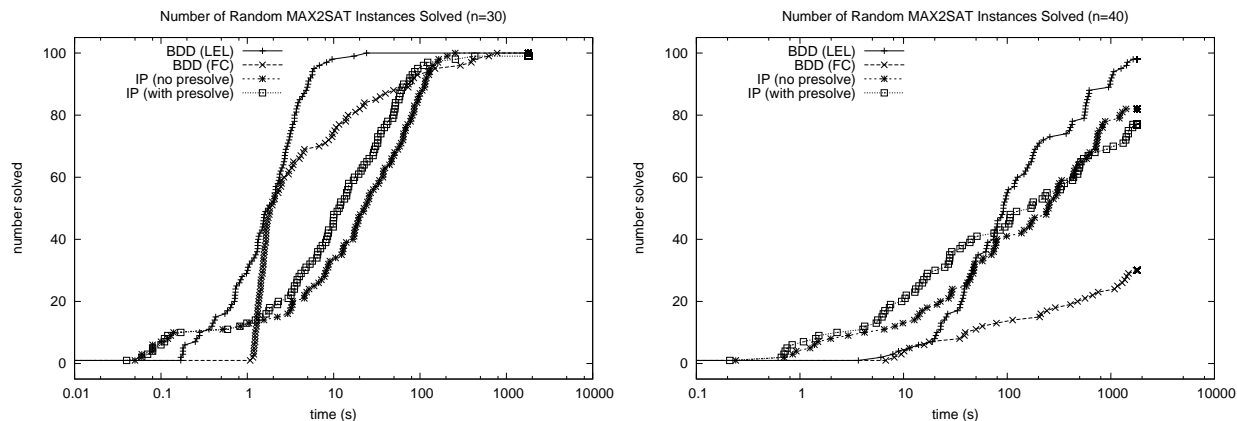 Number of Random MAX2SAT Instances Solved (n=30)
BDD (LEL)
BDD (FC)
IP (no presolve)
IP (with presolve)
100
80
60
40
20
0
number solved
0.01
0.1
1
10
100
1000
10000
time (s)
Number of Random MAX2SAT Instances Solved (n=40)
BDD (LEL)
BDD (FC)
IP (no presolve)
IP (with presolve)
100
80
60
40
20
0
number solved
0.1
1
10
100
1000
10000
time (s)